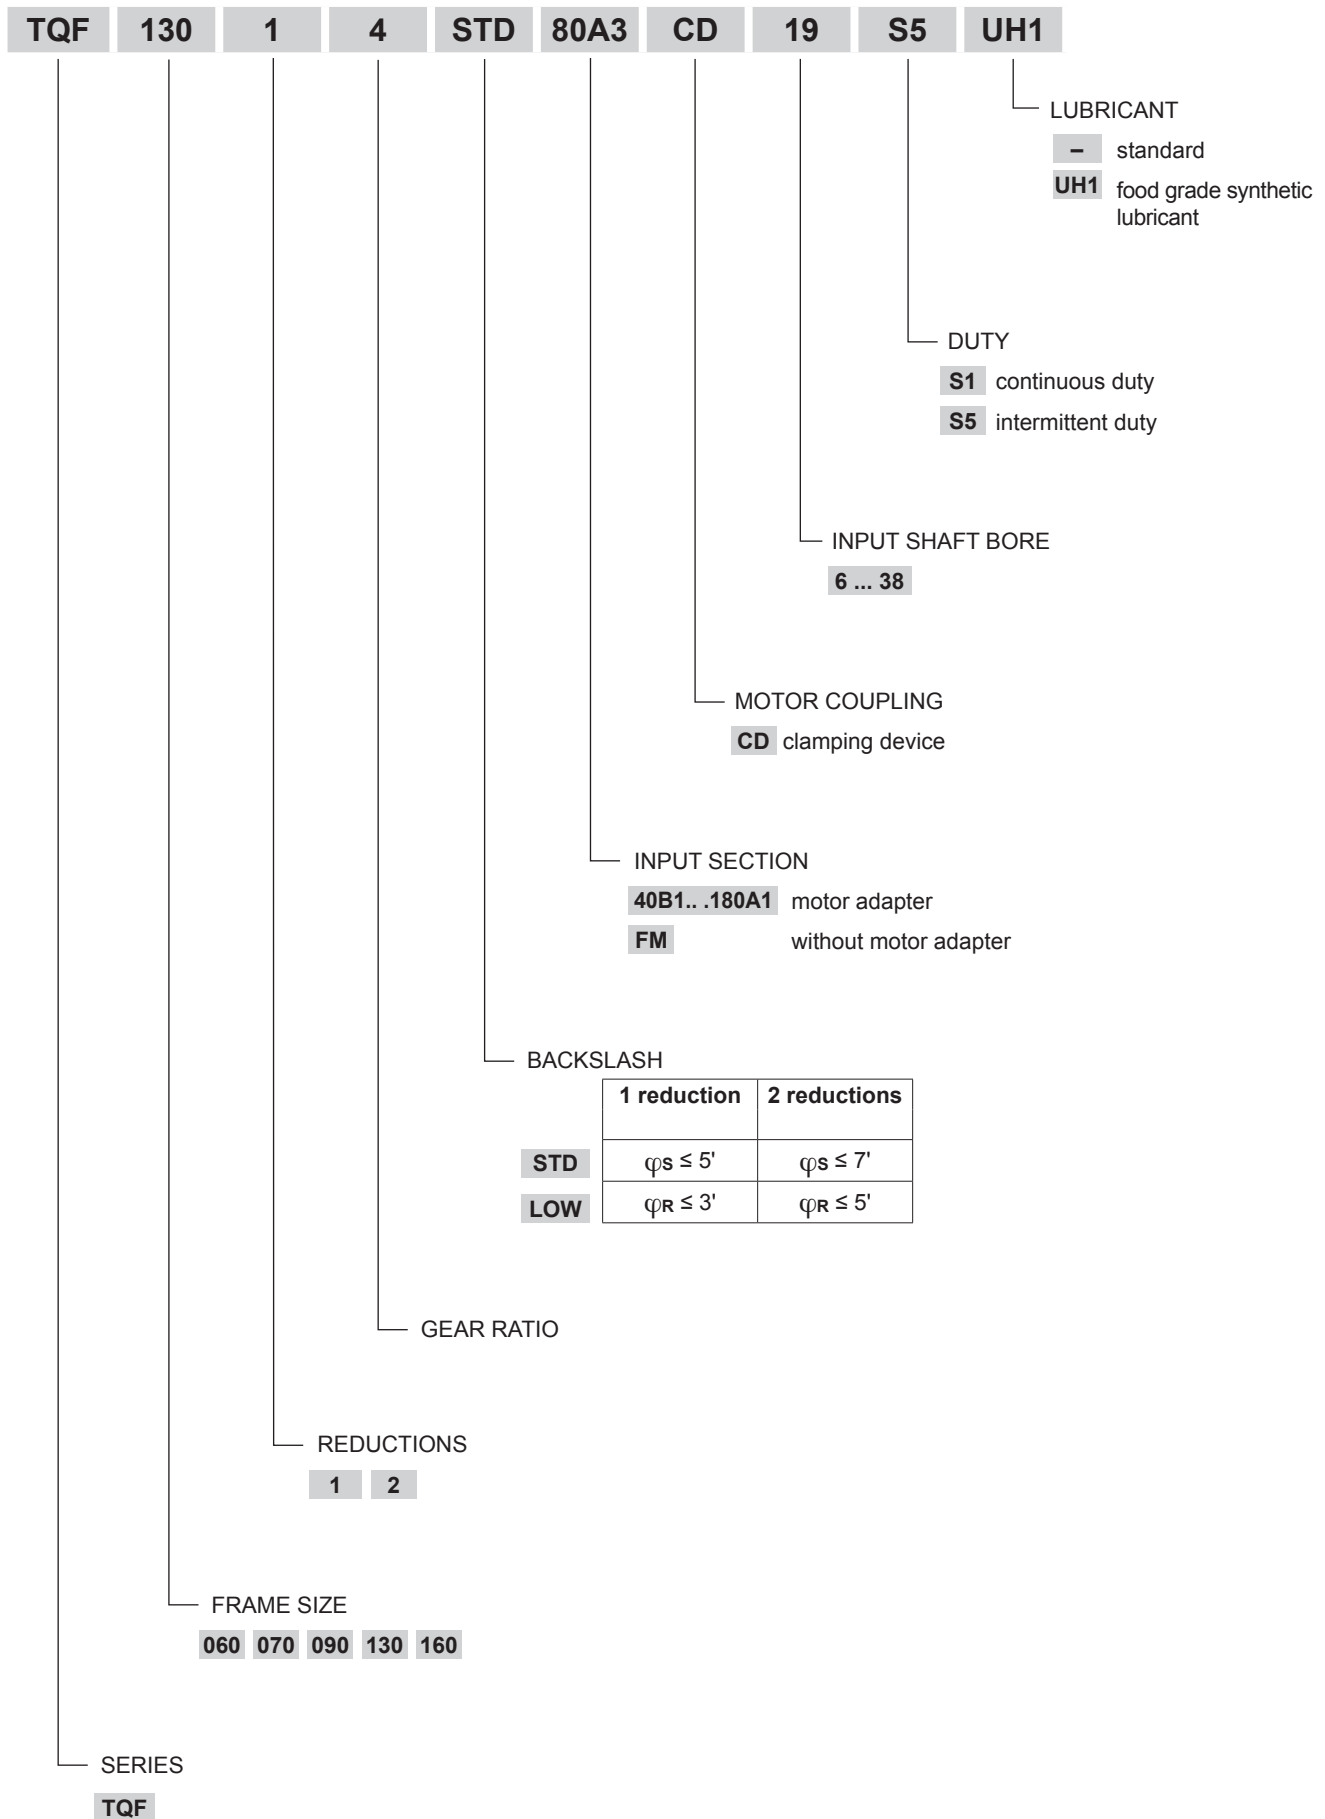 TQF 130 1 4 STD 80A3 CD 19 S5 UH1
LUBRICANT
– standard
UH1 food grade synthetic
lubricant
DUTY
S1 continuous duty
S5 intermittent duty
INPUT SHAFT BORE
6 ... 38
MOTOR COUPLING
CD clamping device
INPUT SECTION
40B1.. .180A1 motor adapter
FM without motor adapter
BACKSLASH
1 reduction 2 reductions
STD φS ≤ 5' φS ≤ 7'
LOW φR ≤ 3' φR ≤ 5'
GEAR RATIO
REDUCTIONS
1 2
FRAME SIZE
060 070 090 130 160
SERIES
TQF